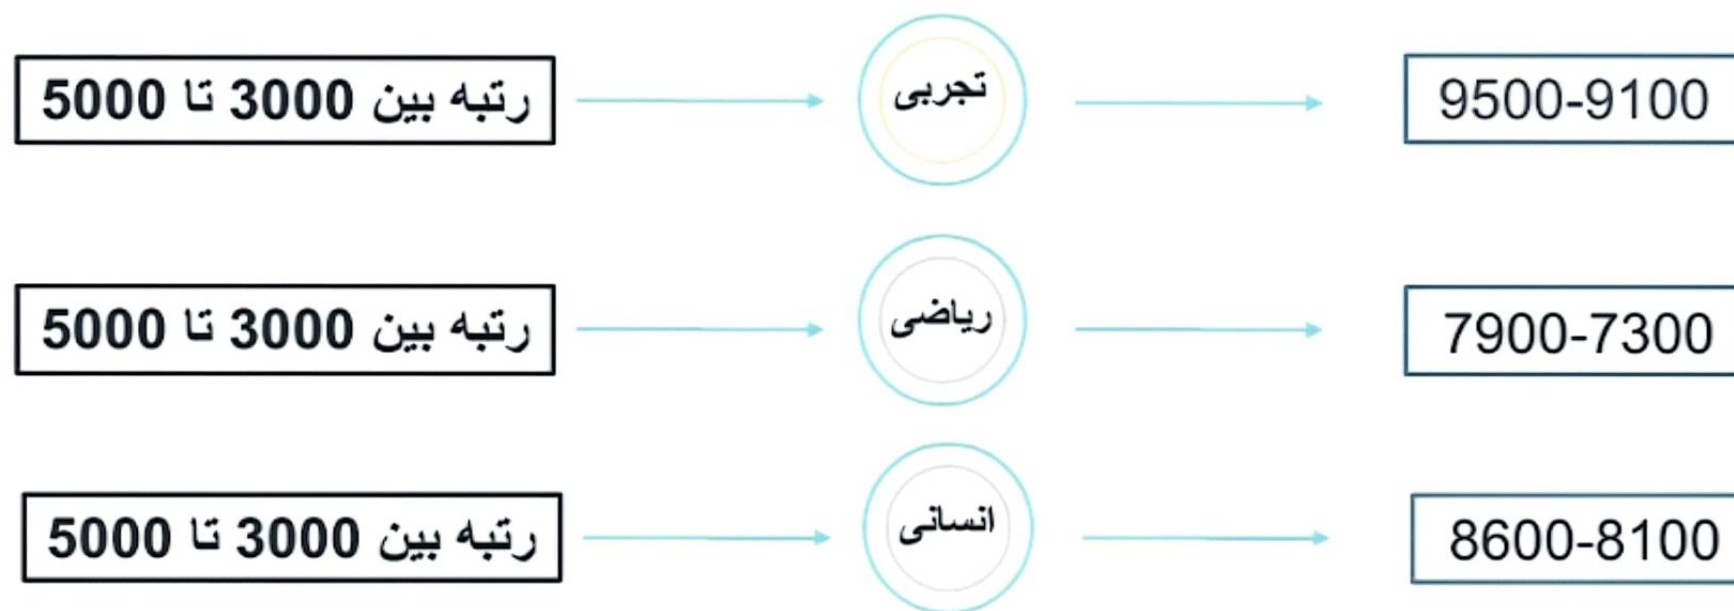 رتبه بین 3000 تا 5000
تجربی
9500-9100
رتبه بین 3000 تا 5000
ریاضی
7900-7300
رتبه بین 3000 تا 5000
انسانی
8600-8100